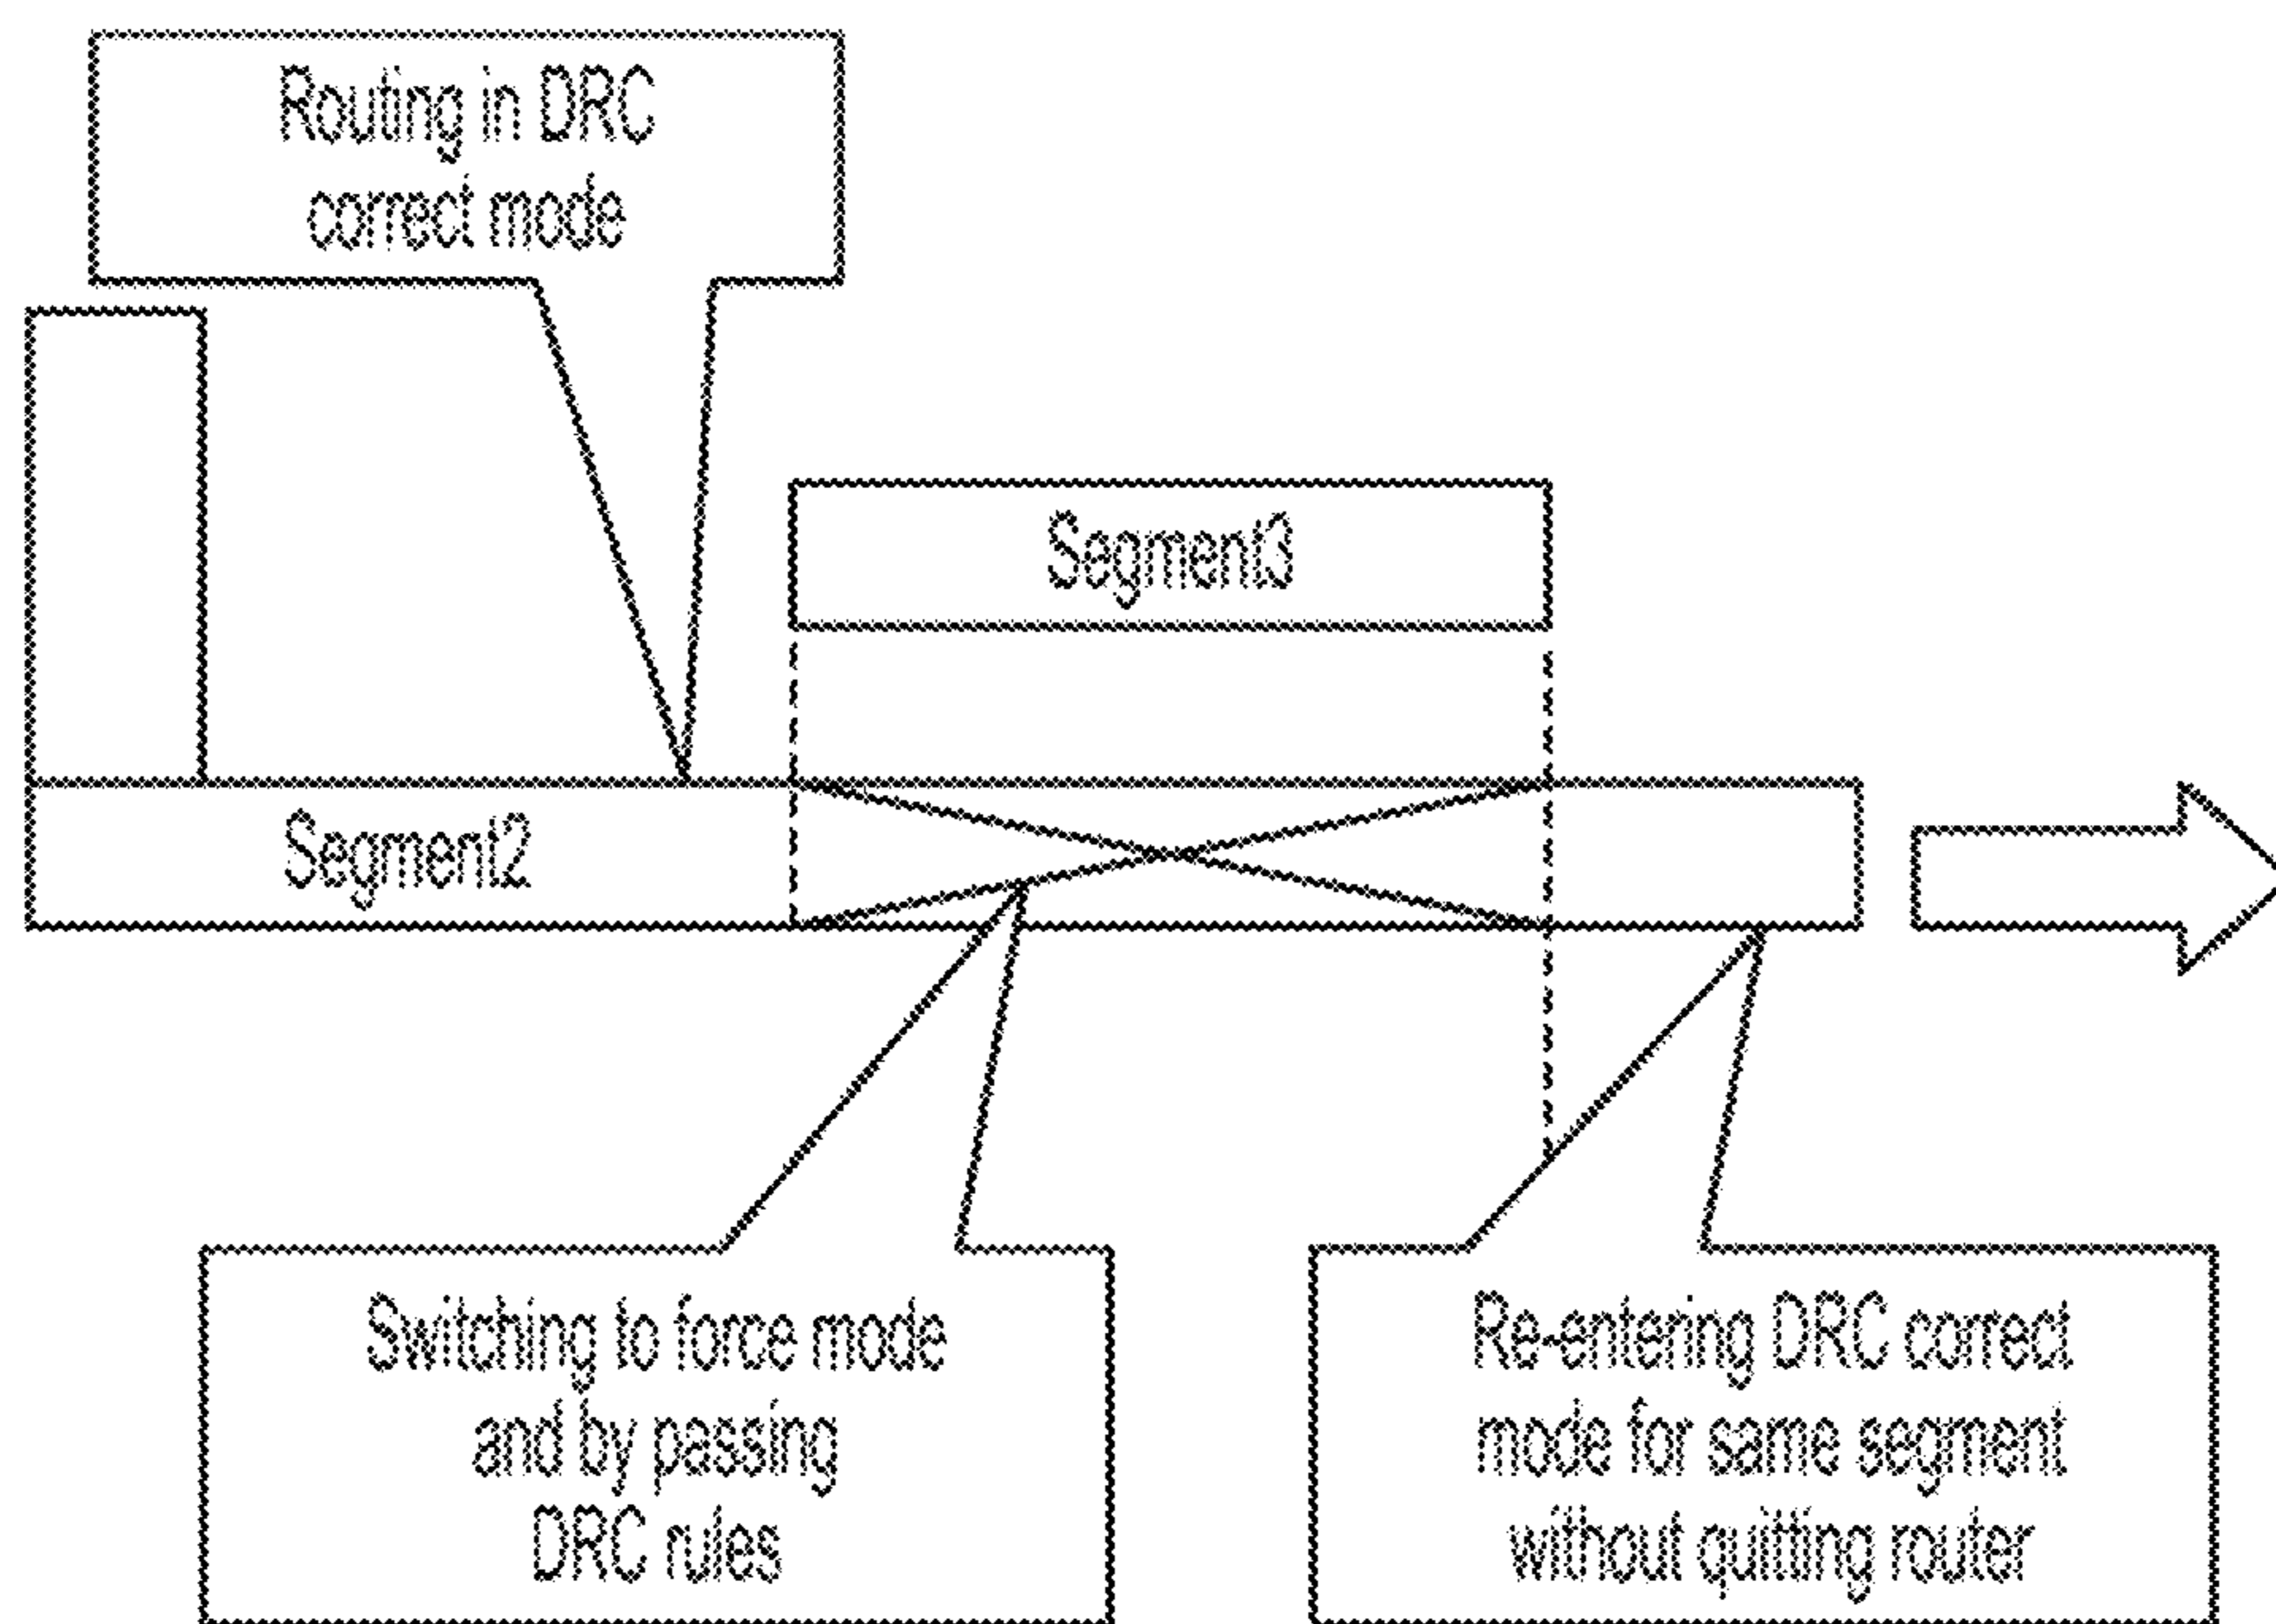 Routing in DRC
correct mode
Segment3
Segment2
Switching to force mode
and by passing
DRC rules
Re-entering DRC correct
mode for same segment
without quitting router